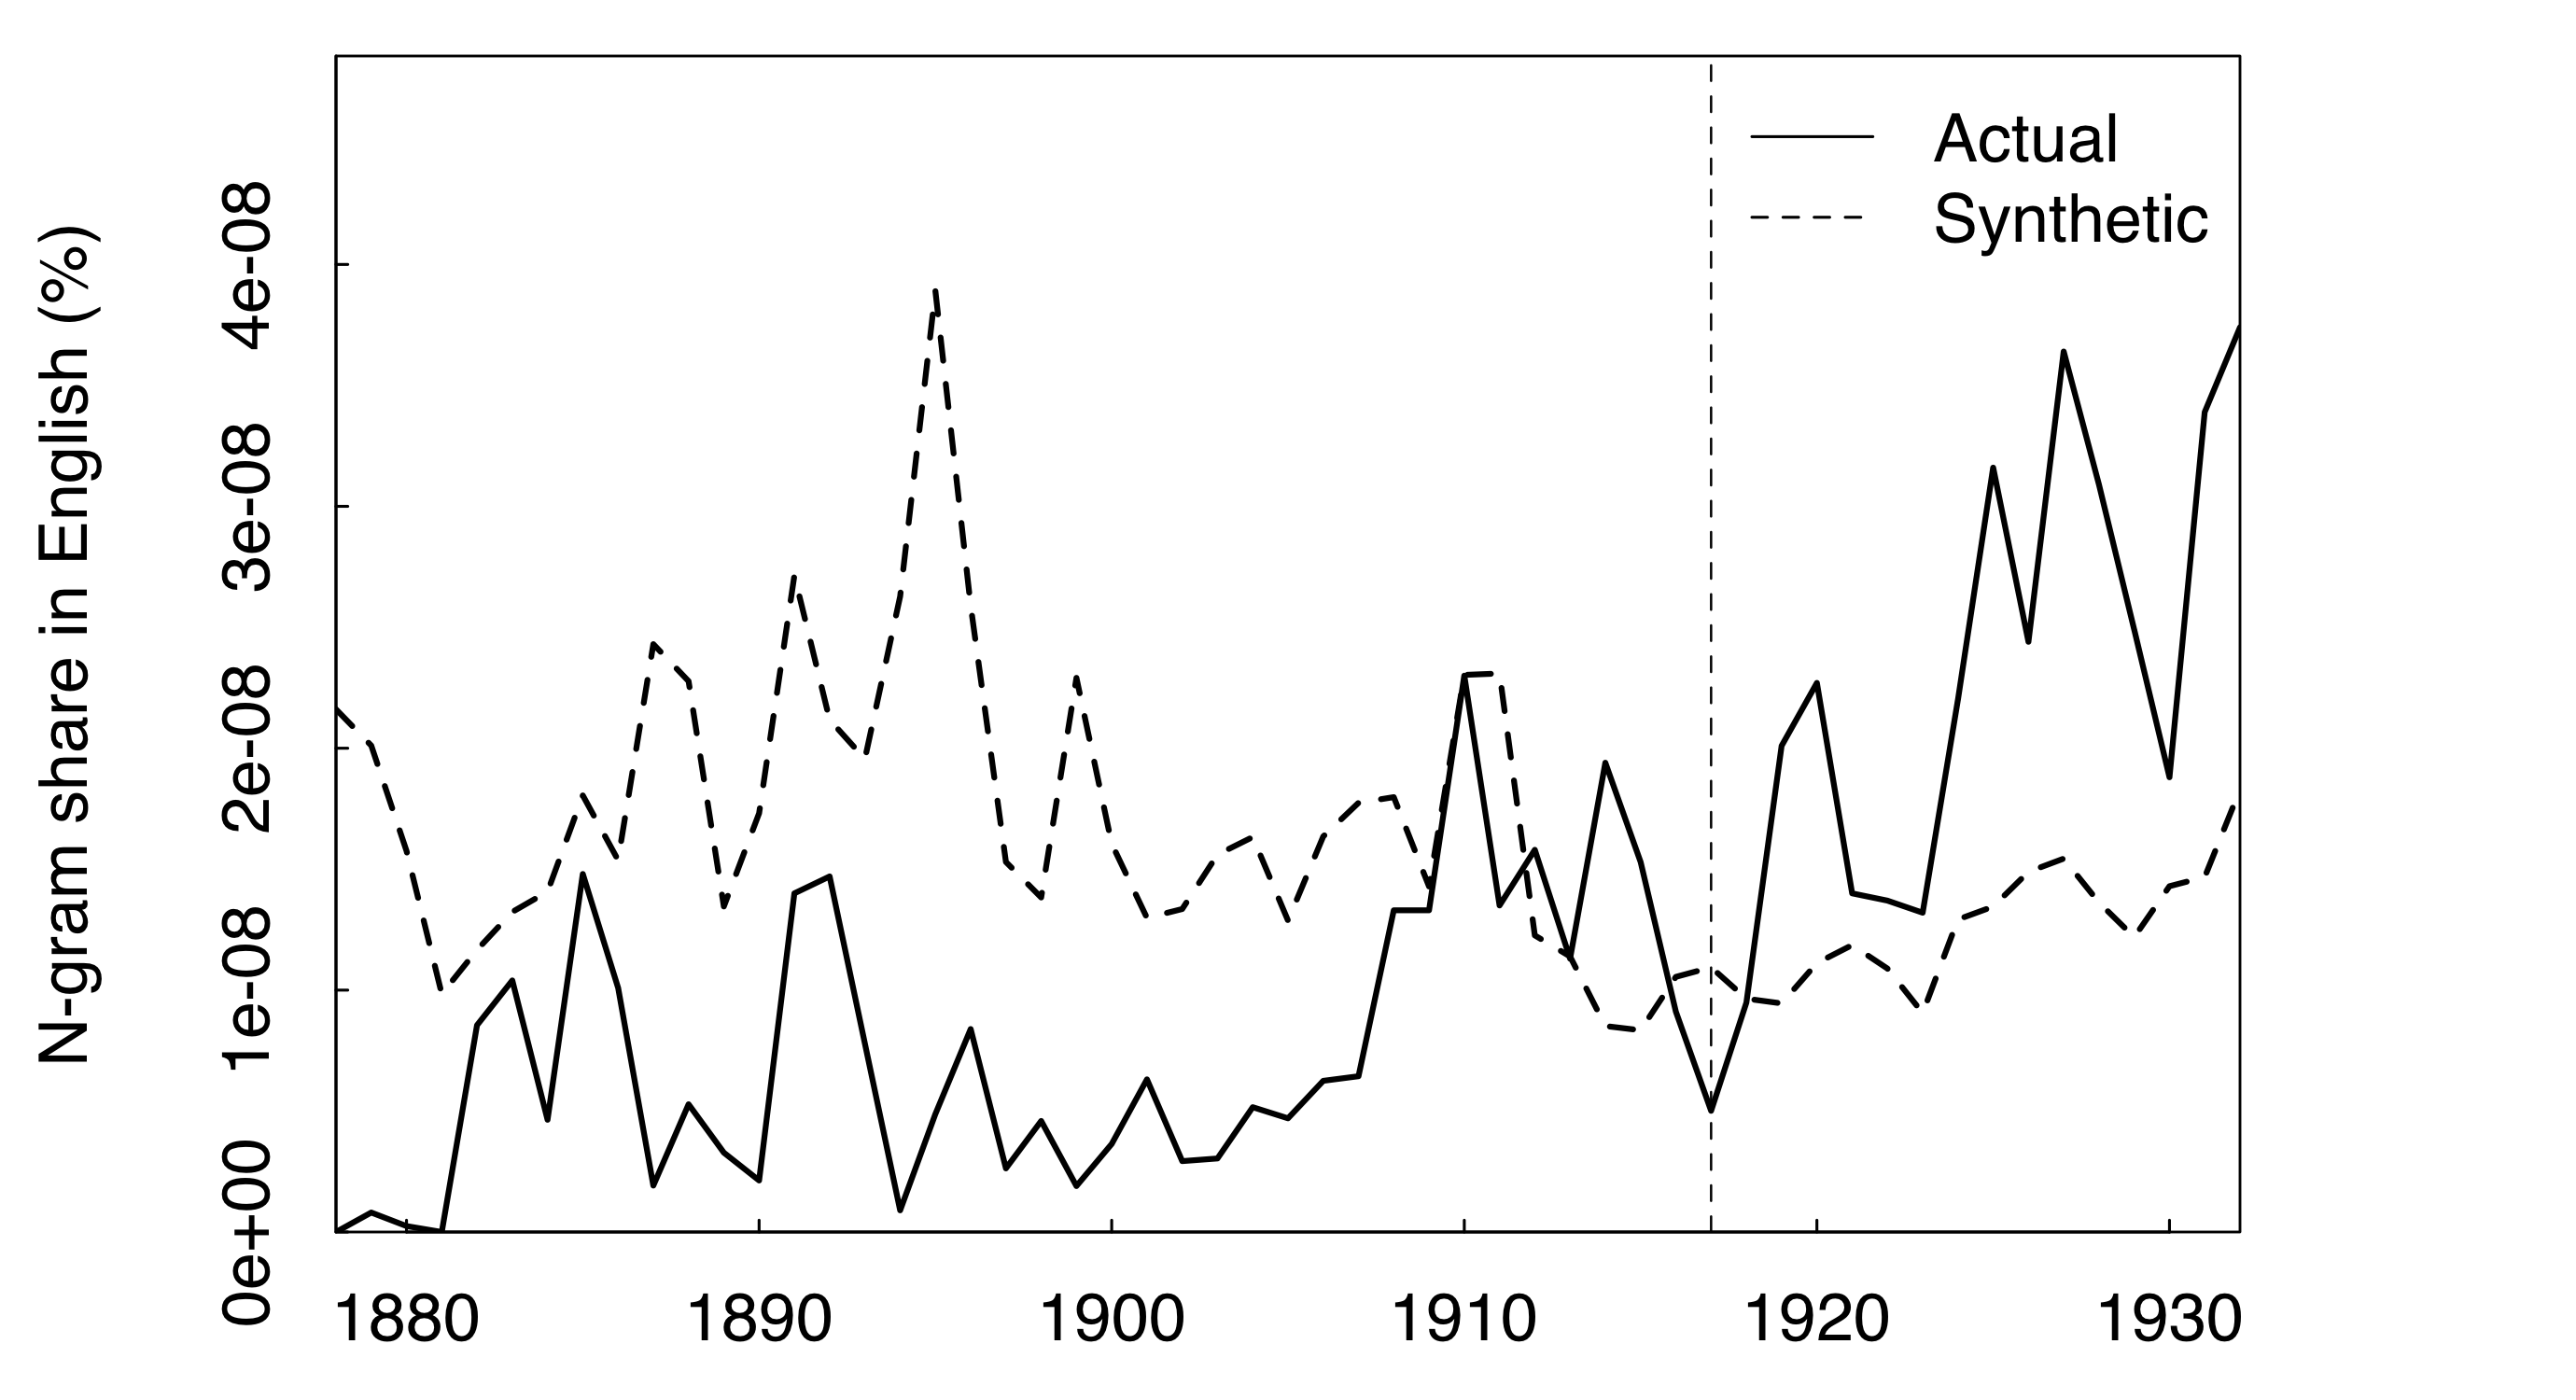 N-gram share in English (%)
4e-08
3e-08
2e-08
1e-08
0e+00
Actual
Synthetic
1880 1890 1900 1910 1920 1930